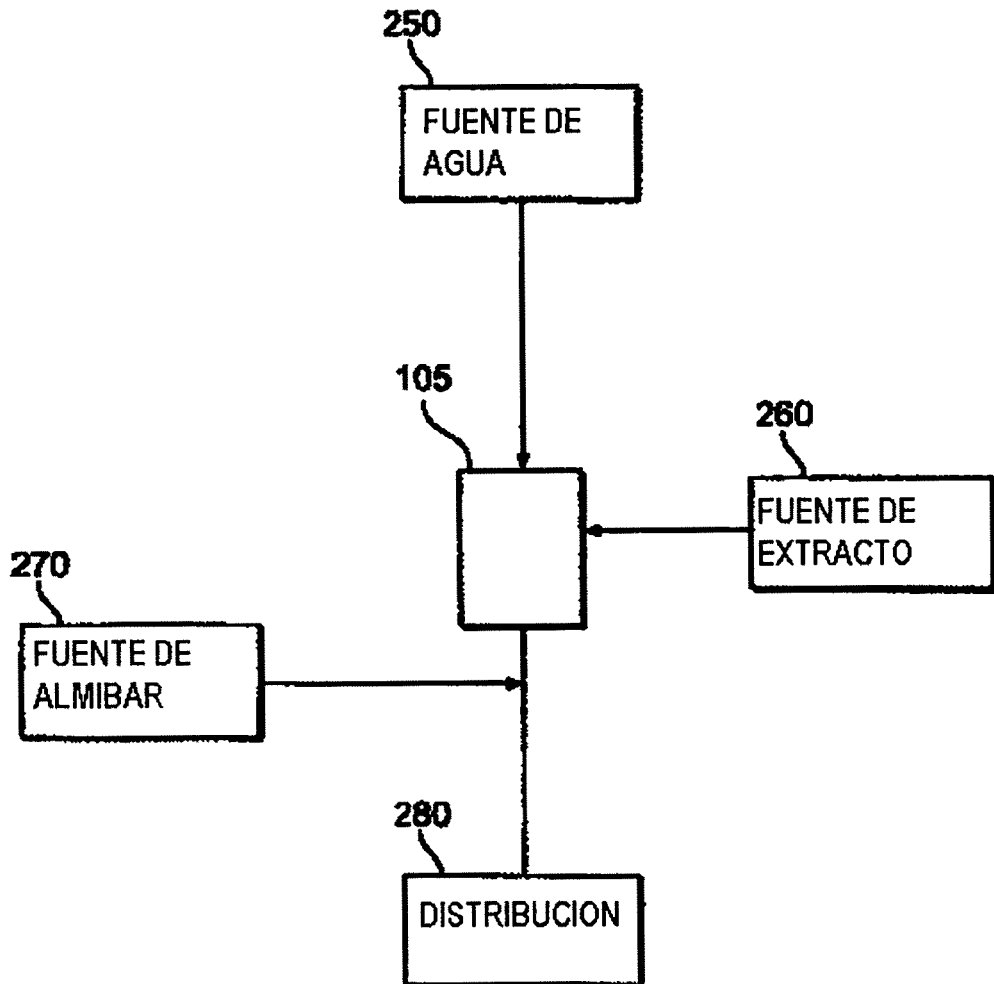 250
FUENTE DE
AGUA
105
260
FUENTE DE
EXTRACTO
270
FUENTE DE
ALMIBAR
280
DISTRIBUCION